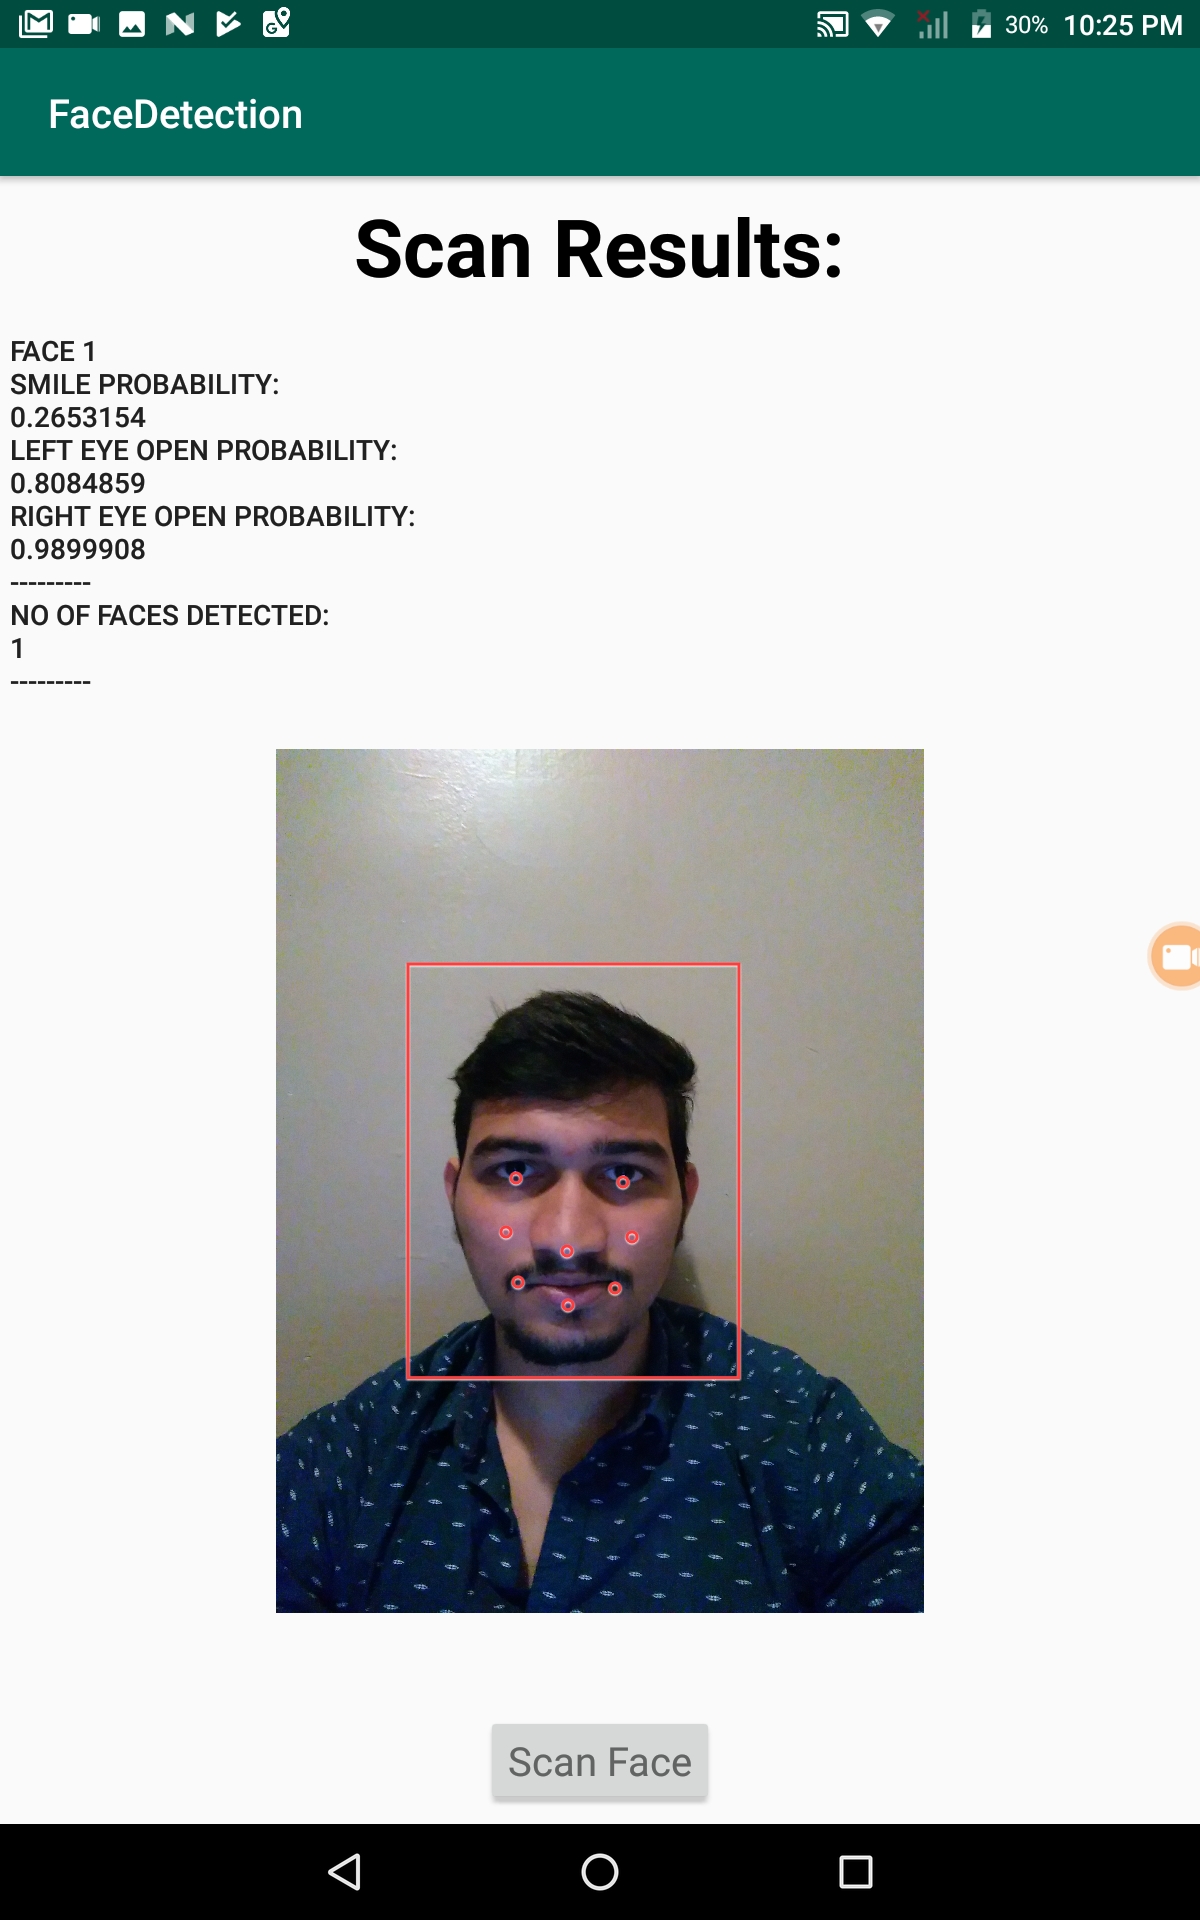 30% 10:25 PM
FaceDetection
Scan Results:
FACE 1
SMILE PROBABILITY:
0.2653154
LEFT EYE OPEN PROBABILITY:
0.8084859
RIGHT EYE OPEN PROBABILITY:
0.9899908
---------
NO OF FACES DETECTED:
1
---------
Scan Face